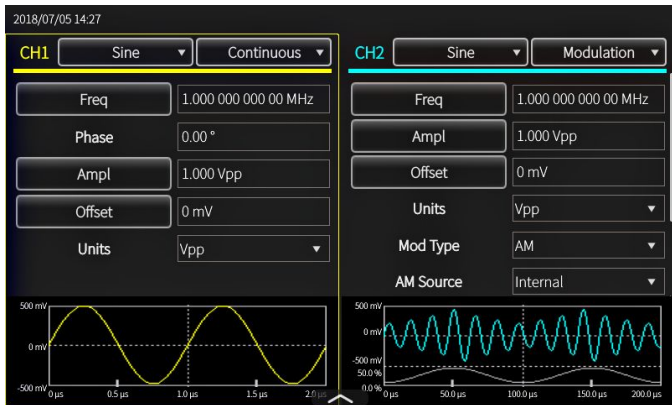 2018/07/05 14:27
CH1 Sine Continuous
Freq 1.000 000 000 00 MHz
Phase 0.00 °
Ampl 1.000 Vpp
Offset 0 mV
Units Vpp
500 mV
0 mV
-500 mV
0 µs 0.5 µs 1.0 µs 1.5 µs 2.0 µs
CH2 Sine Modulation
Freq 1.000 000 000 00 MHz
Ampl 1.000 Vpp
Offset 0 mV
Units Vpp
Mod Type AM
AM Source Internal
500 mV
0 mV
-500 mV
50.0 %
0.0 %
0 µs 50.0 µs 100.0 µs 150.0 µs 200.0 µs